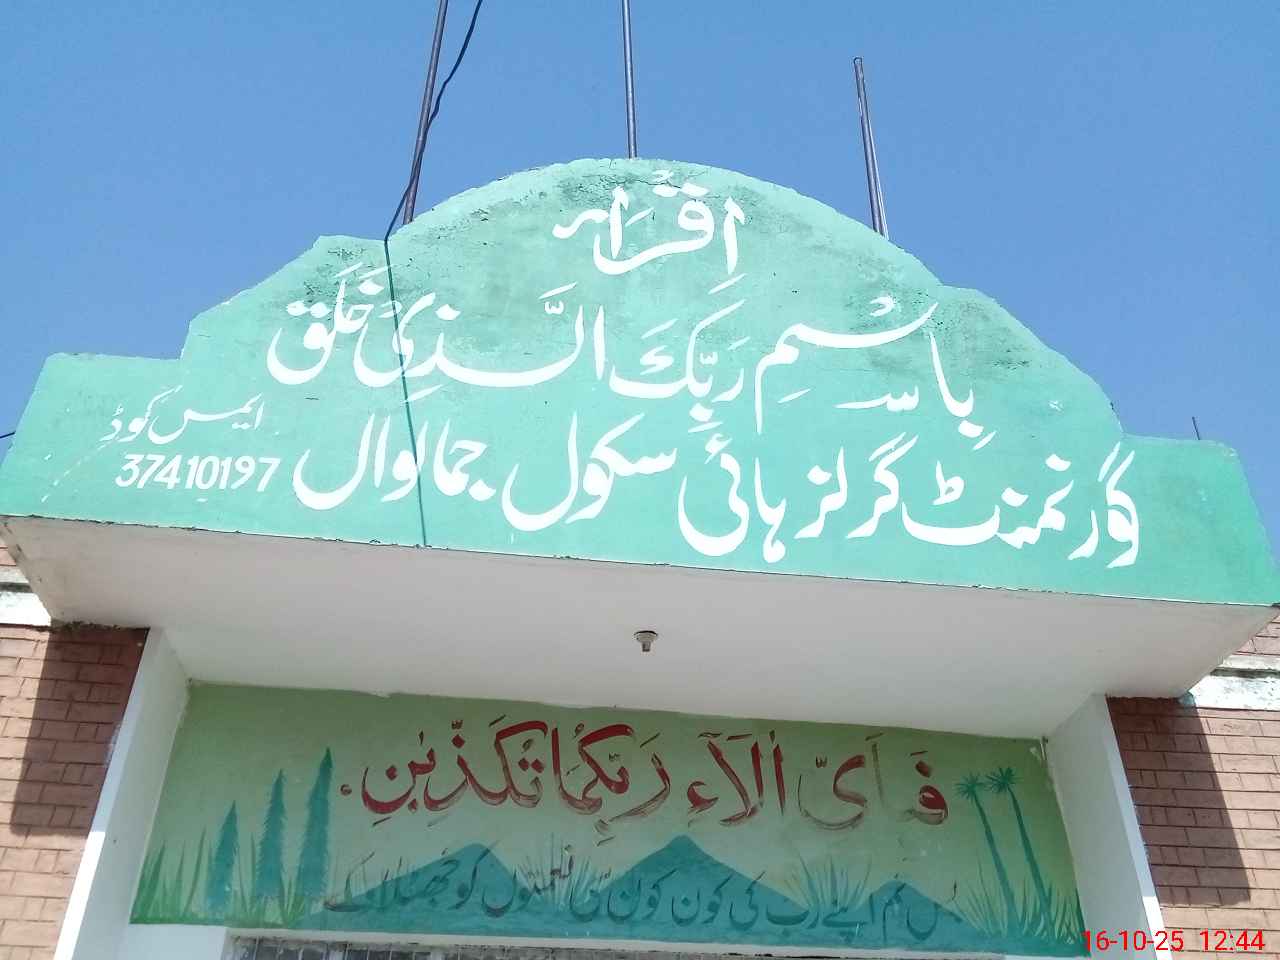 اِقْرَاْ
بِاسْمِ رَبِّکَ الَّذِیْ خَلَقَ
گورنمنٹ گرلز ہائی سکول جمالوال
ایمس کوڈ
37410197
فَبِاَیِّ اٰلَآءِ رَبِّکُمَا تُکَذِّبٰنِ
پس تم اپنے رب کی کون کون سی نعمتوں کو جھٹلاؤ گے
16-10-25 12:44